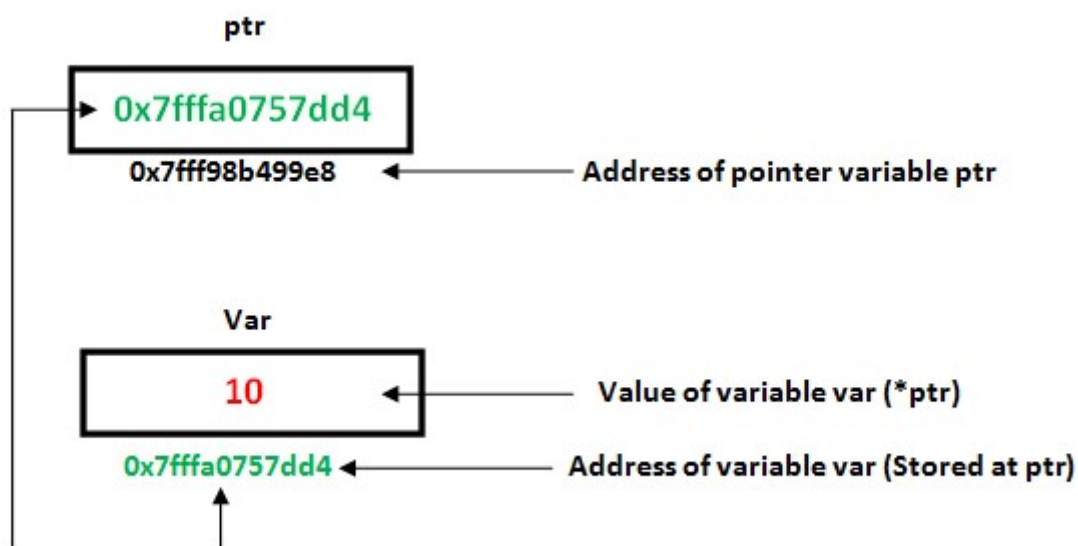 ptr
0x7fffa0757dd4
0x7fff98b499e8
Address of pointer variable ptr
Var
10
Value of variable var (*ptr)
0x7fffa0757dd4
Address of variable var (Stored at ptr)